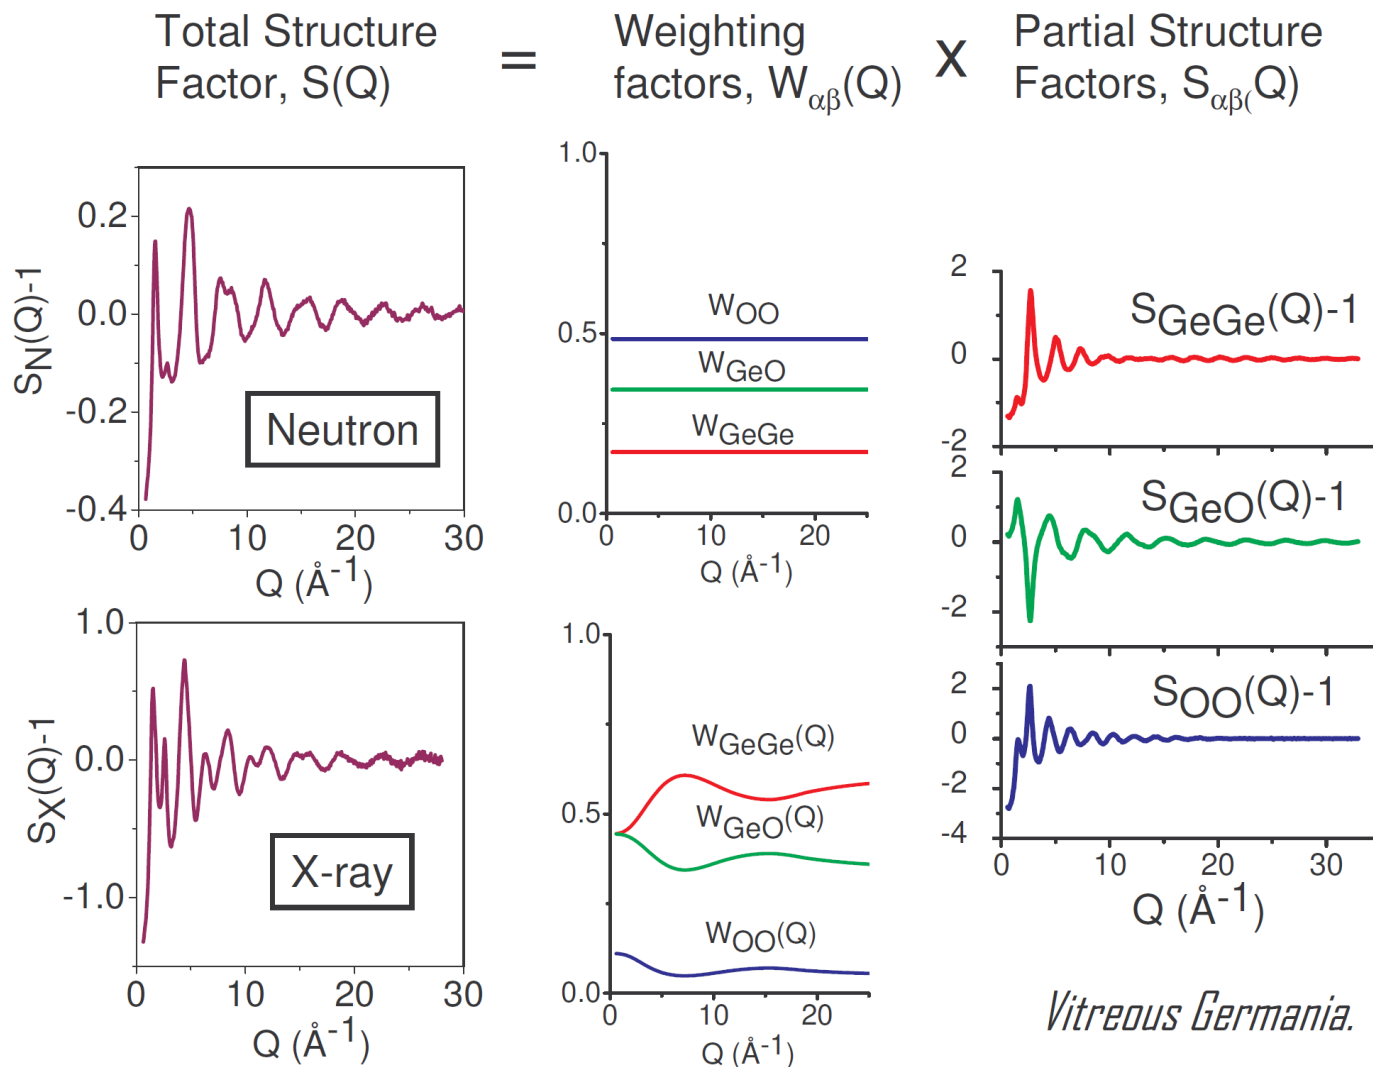 Total Structure
Factor, S(Q)
=
Weighting
factors, Wαβ(Q)
X
Partial Structure
Factors, Sαβ(Q)
0.2
0.0
-0.2
-0.4
SN(Q)-1
Neutron
0 10 20 30
Q (Å-1)
1.0
0.5
0.0
WOO
WGeO
WGeGe
0 10 20
Q (Å-1)
2
0
-2
SGeGe(Q)-1
2
0
-2
SGeO(Q)-1
2
0
-2
-4
SOO(Q)-1
0 10 20 30
Q (Å-1)
1.0
0.0
-1.0
SX(Q)-1
X-ray
0 10 20 30
Q (Å-1)
1.0
0.5
0.0
WGeGe(Q)
WGeO(Q)
WOO(Q)
0 10 20
Q (Å-1)
Vitreous Germania.